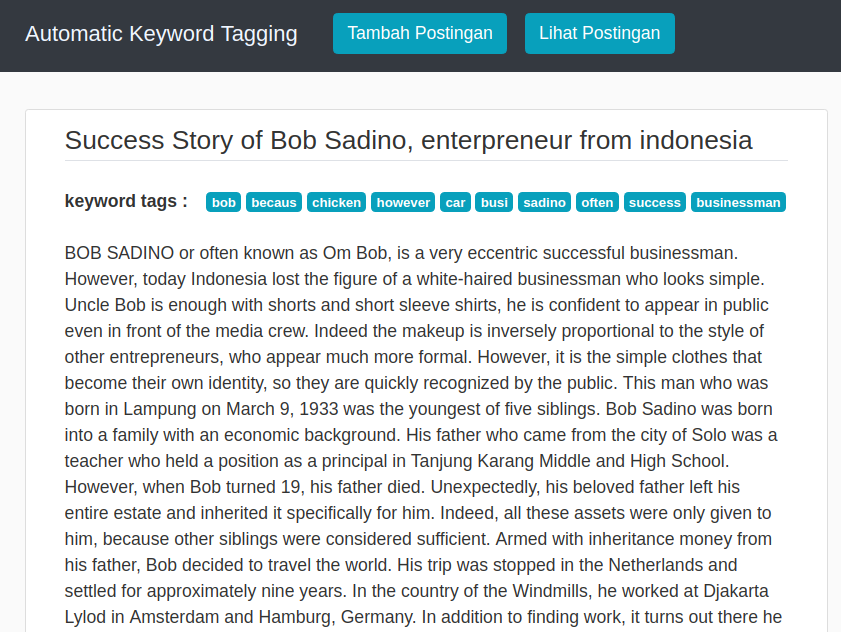 Automatic Keyword Tagging Tambah Postingan Lihat Postingan
Success Story of Bob Sadino, enterpreneur from indonesia
keyword tags : bob becaus chicken however car busi sadino often success businessman
BOB SADINO or often known as Om Bob, is a very eccentric successful businessman.
However, today Indonesia lost the figure of a white-haired businessman who looks simple.
Uncle Bob is enough with shorts and short sleeve shirts, he is confident to appear in public
even in front of the media crew. Indeed the makeup is inversely proportional to the style of
other entrepreneurs, who appear much more formal. However, it is the simple clothes that
become their own identity, so they are quickly recognized by the public. This man who was
born in Lampung on March 9, 1933 was the youngest of five siblings. Bob Sadino was born
into a family with an economic background. His father who came from the city of Solo was a
teacher who held a position as a principal in Tanjung Karang Middle and High School.
However, when Bob turned 19, his father died. Unexpectedly, his beloved father left his
entire estate and inherited it specifically for him. Indeed, all these assets were only given to
him, because other siblings were considered sufficient. Armed with inheritance money from
his father, Bob decided to travel the world. His trip was stopped in the Netherlands and
settled for approximately nine years. In the country of the Windmills, he worked at Djakarta
Lylod in Amsterdam and Hamburg, Germany. In addition to finding work, it turns out there he